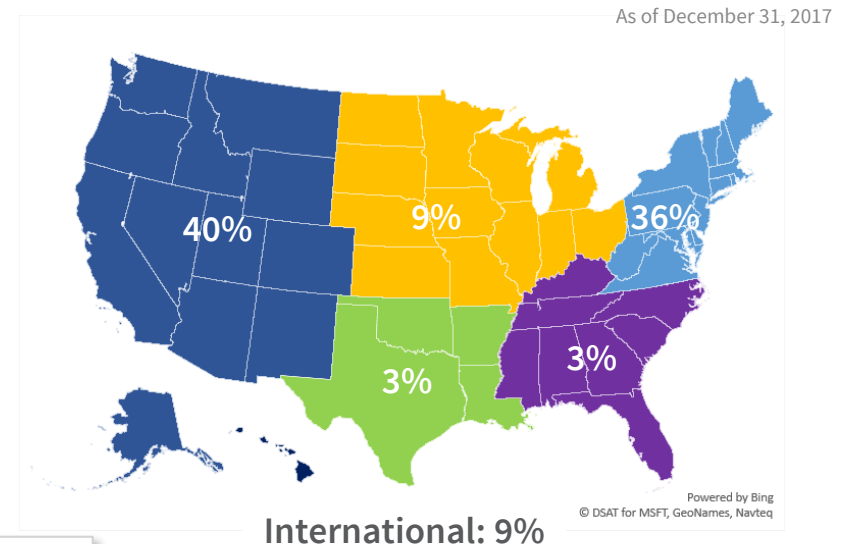 As of December 31, 2017
40%
9%
36%
3%
3%
Powered by Bing
© DSAT for MSFT, GeoNames, Navteq
International: 9%